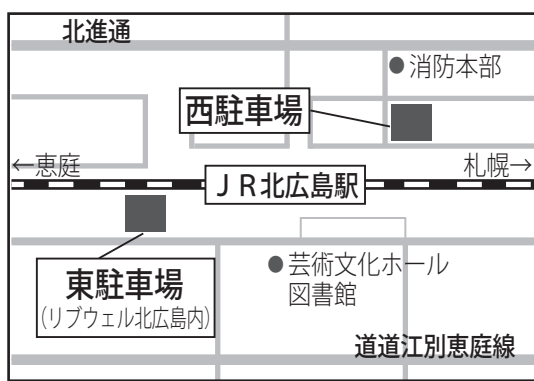 北進通
消防本部
西駐車場
←恵庭
札幌→
ＪＲ北広島駅
東駐車場
(リブウェル北広島内)
芸術文化ホール
図書館
道道江別恵庭線